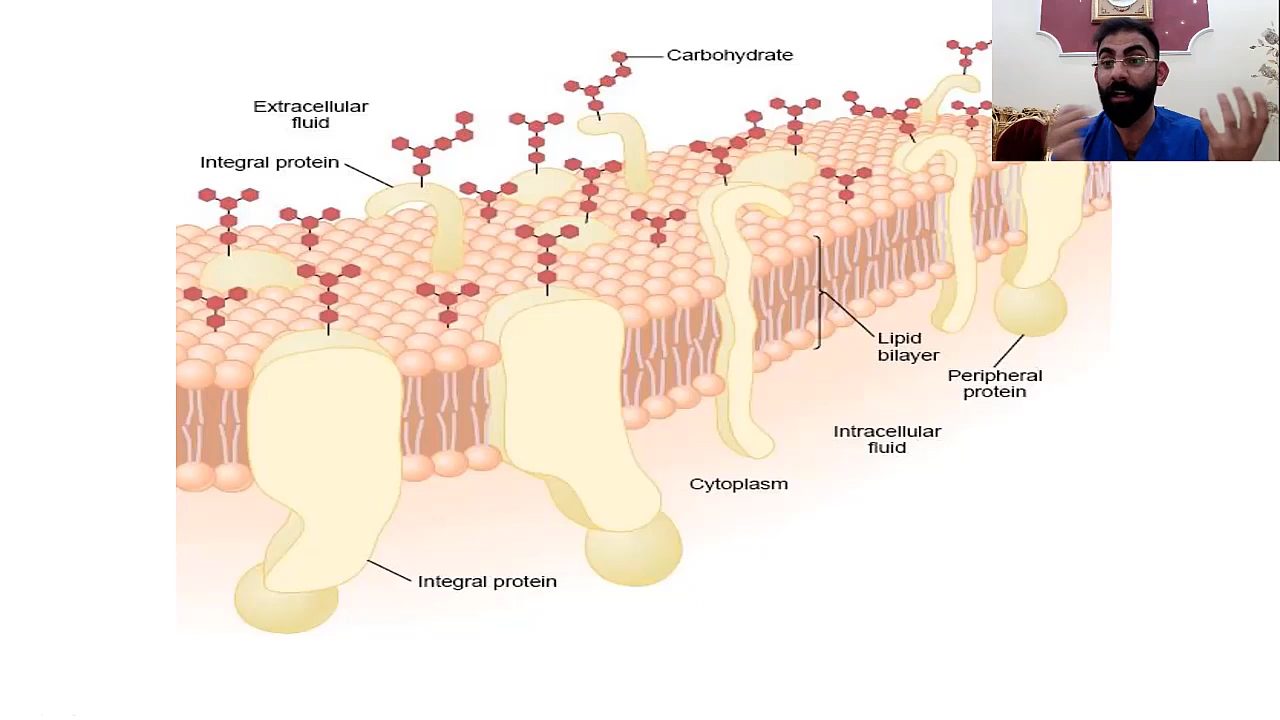 Carbohydrate
Extracellular
fluid
Integral protein
Lipid
bilayer
Peripheral
protein
Intracellular
fluid
Cytoplasm
Integral protein